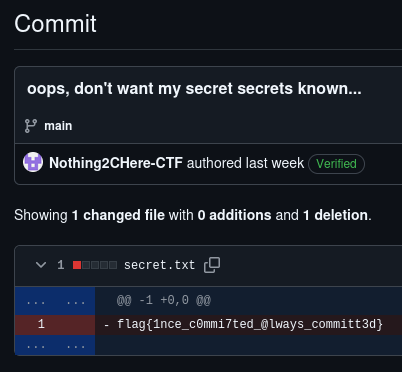 Commit
oops, don't want my secret secrets known...
main
Nothing2CHere-CTF authored last week Verified
Showing 1 changed file with 0 additions and 1 deletion.
1 secret.txt
... ... @@ -1 +0,0 @@
1 - flag{1nce_c0mmi7ted_@lways_committ3d}
... ...